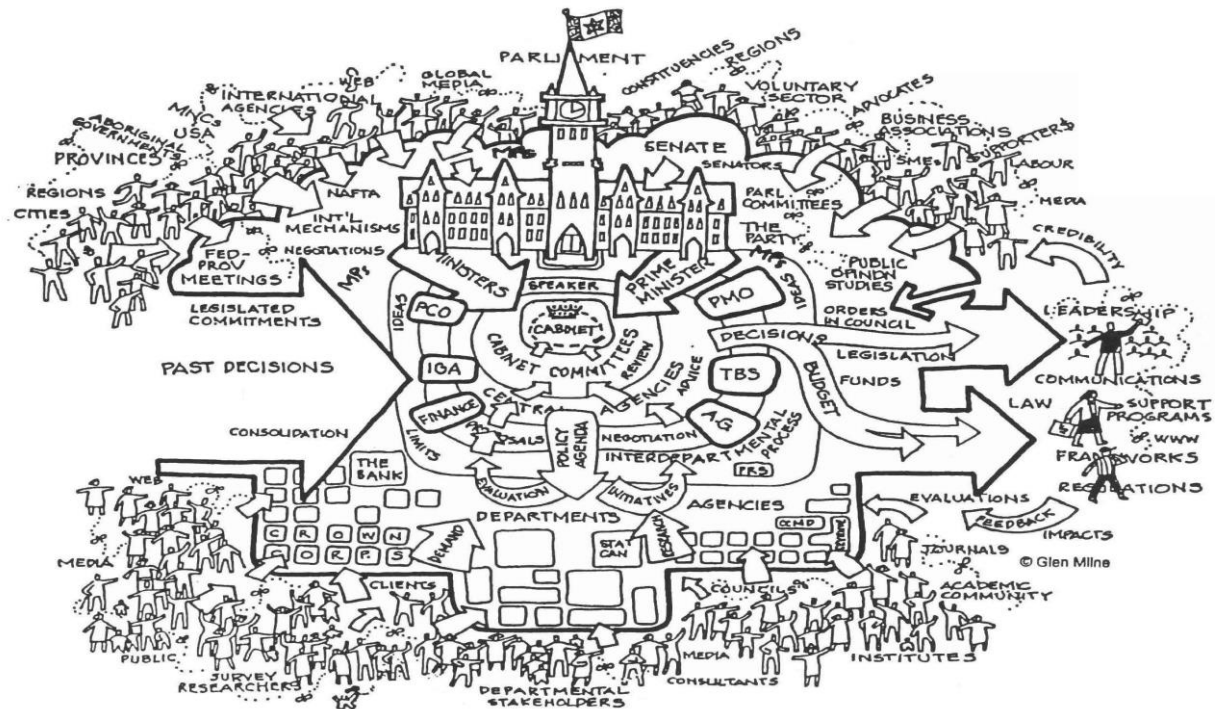 PARLIAMENT
WEB
GLOBAL MEDIA
CONSTITUENCIES
REGIONS
INTERNATIONAL AGENCIES
VOLUNTARY SECTOR
ADVOCATES
MNCs
USA
BUSINESS ASSOCIATIONS
SUPPORTER$
ABORIGINAL GOVERNMENTS
PROVINCES
MPs
SENATE
SENATORS
SMEs
LABOUR
REGIONS
CITIES
NAFTA
INT'L MECHANISMS
PARL COMMITTEES
MEDIA
THE PARTY
CREDIBILITY
FED-PROV MEETINGS
NEGOTIATIONS
MPs
MINISTERS
PRIME MINISTER
MPs
IDEAS
PUBLIC OPINION STUDIES
SPEAKER
LEGISLATED COMMITMENTS
IDEAS
PCO
CABINET
PMO
ORDERS IN COUNCIL
LEADERSHIP
CABINET COMMITTEES
REVIEW
DECISIONS
LEGISLATION
PAST DECISIONS
IGA
ADVICE
TBS
BUDGET
FUNDS
COMMUNICATIONS
CENTRAL AGENCIES
FINANCE
A-G
LAW
SUPPORT PROGRAMS
CONSOLIDATION
LIMITS
POLICY AGENDA
NEGOTIATION
INTERDEPARTMENTAL PROCESS
WWW
FRAMEWORKS
THE BANK
PRS
REGULATIONS
WEB
EVALUATION
INITIATIVES
AGENCIES
EVALUATIONS
FEEDBACK
IMPACTS
DEPARTMENTS
CROWN CORPS
DEMAND
STAT CAN
RESEARCH
JOURNALS
© Glen Milne
MEDIA
CLIENTS
COUNCILS
ACADEMIC COMMUNITY
PUBLIC
MEDIA
INSTITUTES
SURVEY RESEARCHERS
DEPARTMENTAL STAKEHOLDERS
CONSULTANTS